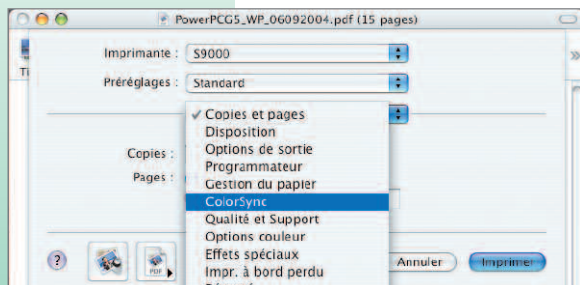 PowerPCG5_WP_06092004.pdf (15 pages)
Imprimante : S9000
Préréglages : Standard
✓ Copies et pages
Disposition
Options de sortie
Copies :
Programmateur
Pages :
Gestion du papier
ColorSync
Qualité et Support
Options couleur
Effets spéciaux
Impr. à bord perdu
? PDF Annuler Imprimer